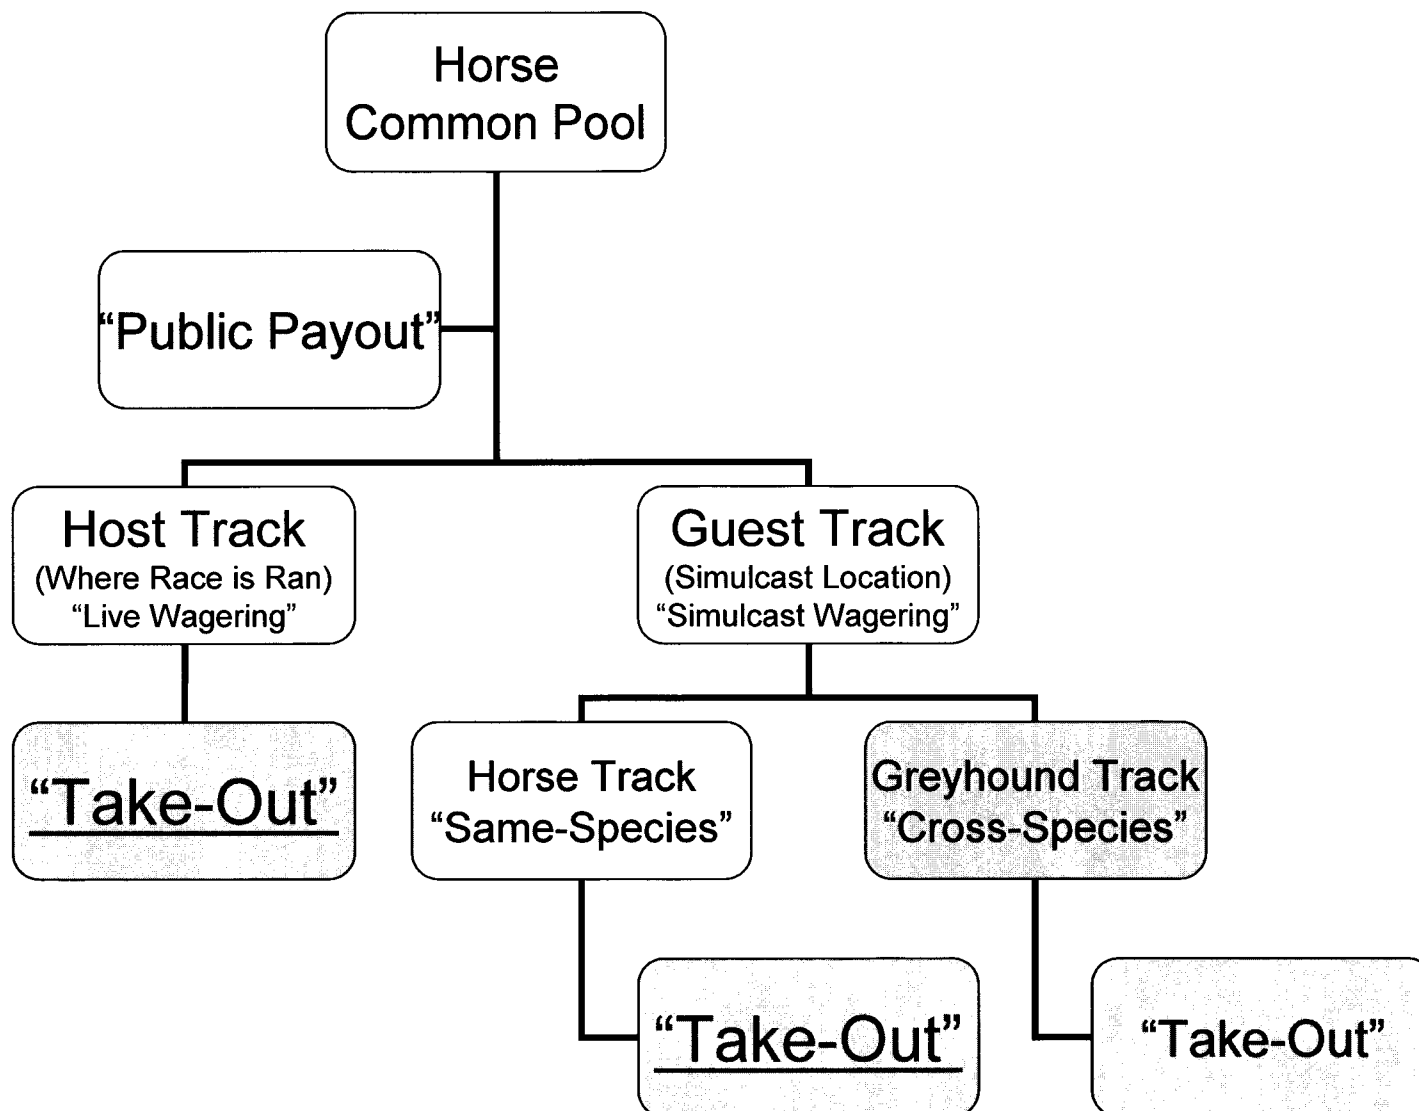 Horse
Common Pool
“Public Payout”
Host Track
(Where Race is Ran)
“Live Wagering”
Guest Track
(Simulcast Location)
“Simulcast Wagering”
“Take-Out”
Horse Track
“Same-Species”
Greyhound Track
“Cross-Species”
“Take-Out”
“Take-Out”